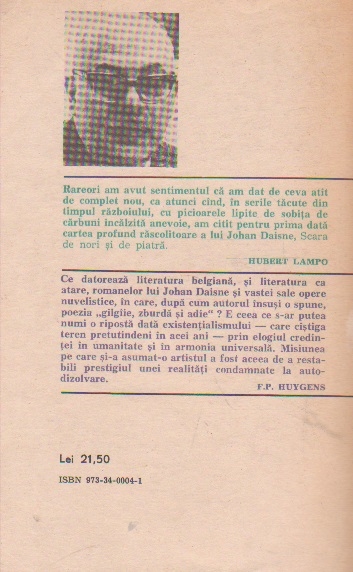 Rareori am avut sentimentul că am dat de ceva atît
de complet nou, ca atunci cînd, în serile tăcute din
timpul războiului, cu picioarele lipite de sobița de
cărbuni încălzită anevoie, am citit pentru prima dată
cartea profund răscolitoare a lui Johan Daisne, Scara
de nori și de piatră.
HUBERT LAMPO
Ce datorează literatura belgiană, și literatura ca
atare, romanelor lui Johan Daisne și vastei sale opere
nuvelistice, în care, după cum autorul însuși o spune,
poezia „gîlgîie, zburdă și adie" ? E ceea ce s-ar putea
numi o ripostă dată existențialismului — care cîștiga
teren pretutindeni în acei ani — prin elogiul credin-
ței în umanitate și în armonia universală. Misiunea
pe care și-a asumat-o artistul a fost aceea de a resta-
bili prestigiul unei realități condamnate la auto-
dizolvare.
F.P. HUYGENS
Lei 21,50
ISBN 973-34-0004-1